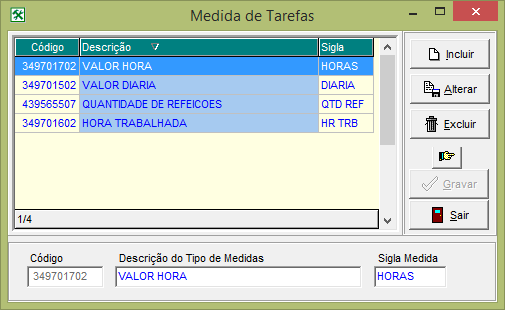 Medida de Tarefas
Código Descrição Sigla
349701702 VALOR HORA HORAS
349701502 VALOR DIARIA DIARIA
439565507 QUANTIDADE DE REFEICOES QTD REF
349701602 HORA TRABALHADA HR TRB
1/4
Incluir
Alterar
Excluir
Gravar
Sair
Código Descrição do Tipo de Medidas Sigla Medida
349701702 VALOR HORA HORAS